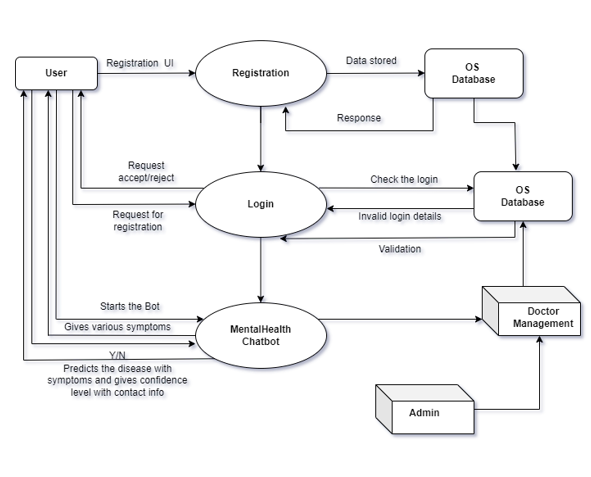 User
Registration UI
Registration
Data stored
OS
Database
Response
Request
accept/reject
Login
Check the login
OS
Database
Request for
registration
Invalid login details
Validation
Starts the Bot
Gives various symptoms
MentalHealth
Chatbot
Doctor
Management
Y/N
Predicts the disease with
symptoms and gives confidence
level with contact info
Admin